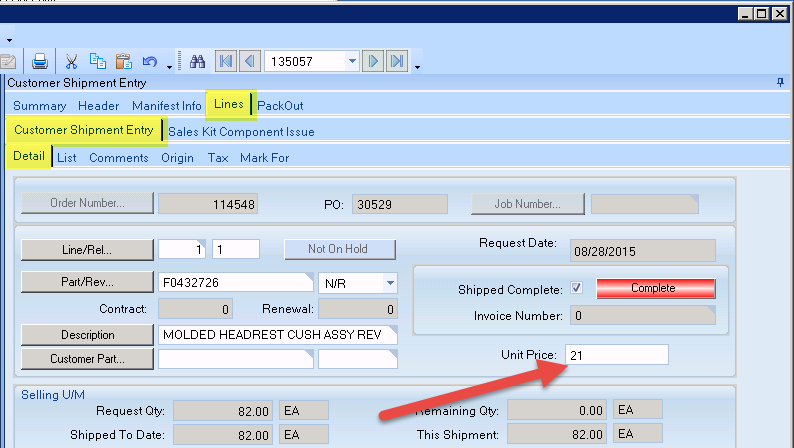 135057
Customer Shipment Entry
Summary Header Manifest Info Lines PackOut
Customer Shipment Entry Sales Kit Component Issue
Detail List Comments Origin Tax Mark For
Order Number... 114548 PO: 30529 Job Number...
Line/Rel... 1 1 Not On Hold Request Date: 08/28/2015
Part/Rev... F0432726 N/R Shipped Complete: Complete
Contract: 0 Renewal: 0 Invoice Number: 0
Description MOLDED HEADREST CUSH ASSY REV
Customer Part... Unit Price: 21
Selling U/M
Request Qty: 82.00 EA Remaining Qty: 0.00 EA
Shipped To Date: 82.00 EA This Shipment: 82.00 EA